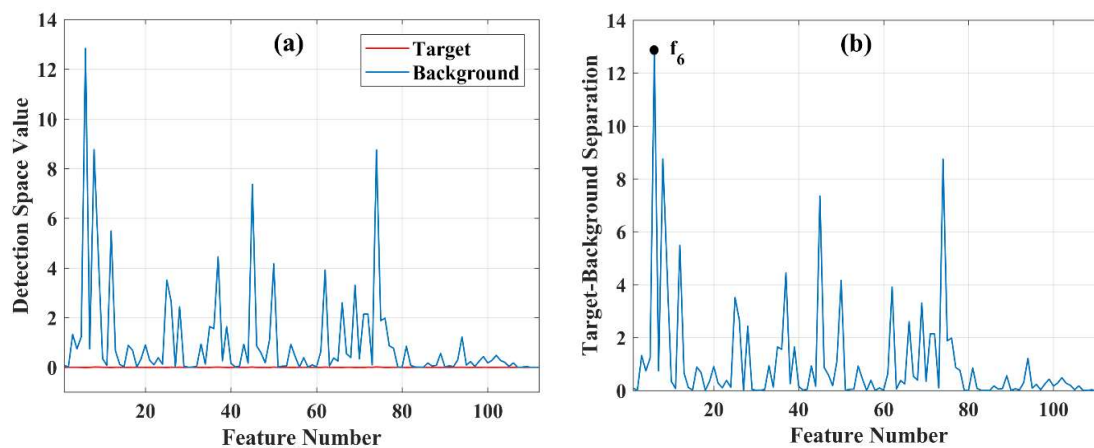 (a)
Target
Background
Detection Space Value
14
12
10
8
6
4
2
0
20 40 60 80 100
Feature Number
(b)
f6
Target-Background Separation
14
12
10
8
6
4
2
0
20 40 60 80 100
Feature Number